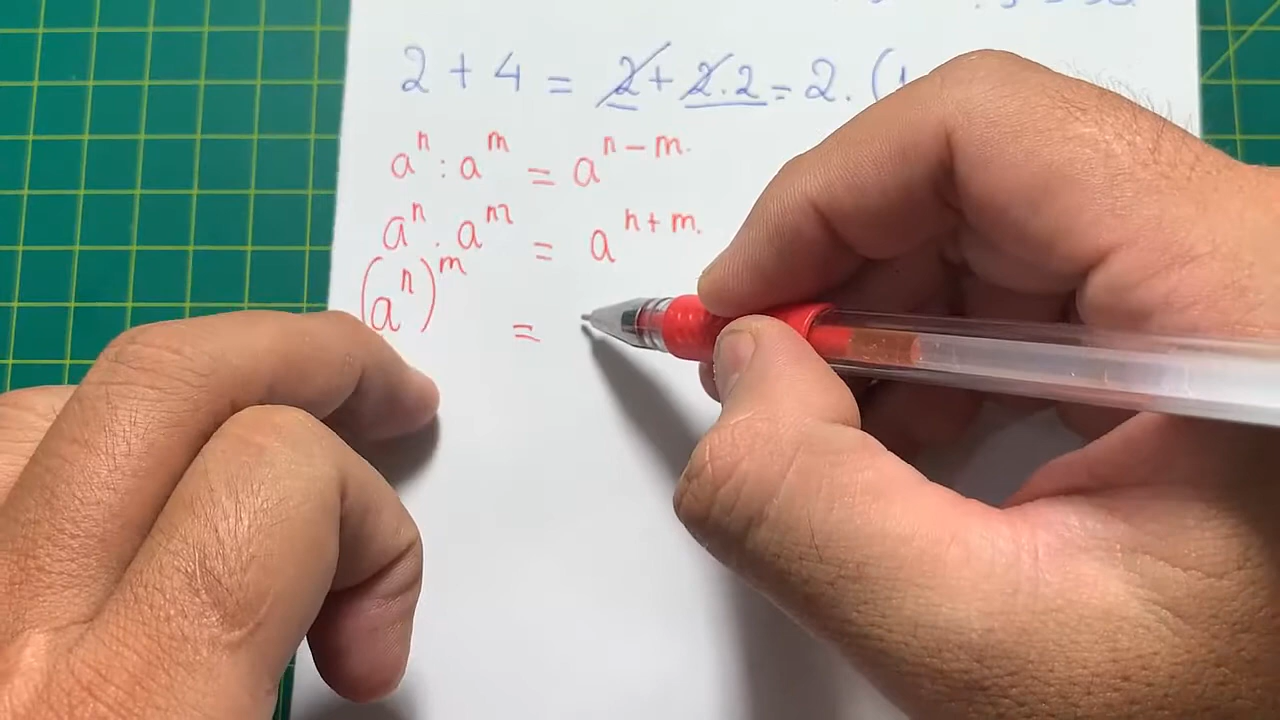 2 + 4 = 2 + 2 . 2 = 2 . (
aⁿ : aᵐ = aⁿ⁻ᵐ.
aⁿ . aᵐ = aⁿ⁺ᵐ.
(aⁿ)ᵐ =